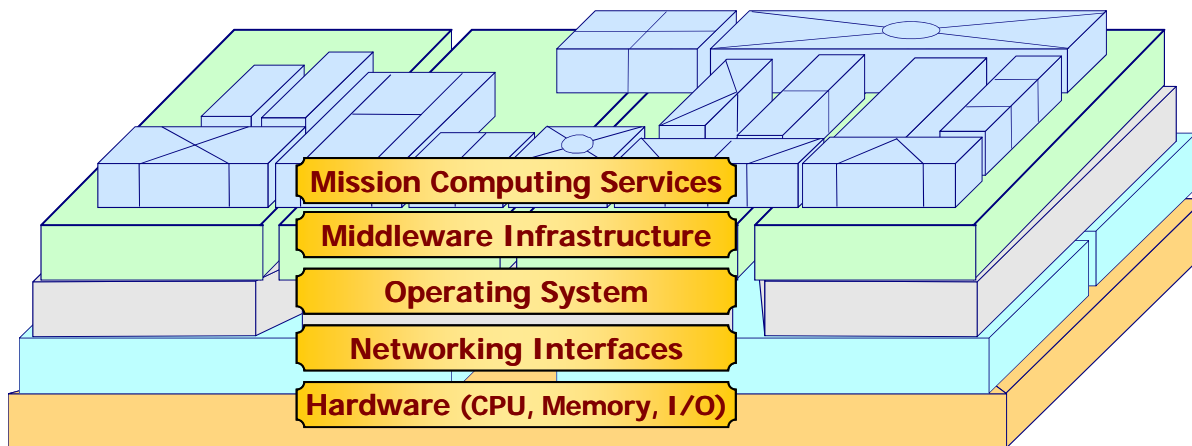 Mission Computing Services
Middleware Infrastructure
Operating System
Networking Interfaces
Hardware (CPU, Memory, I/O)